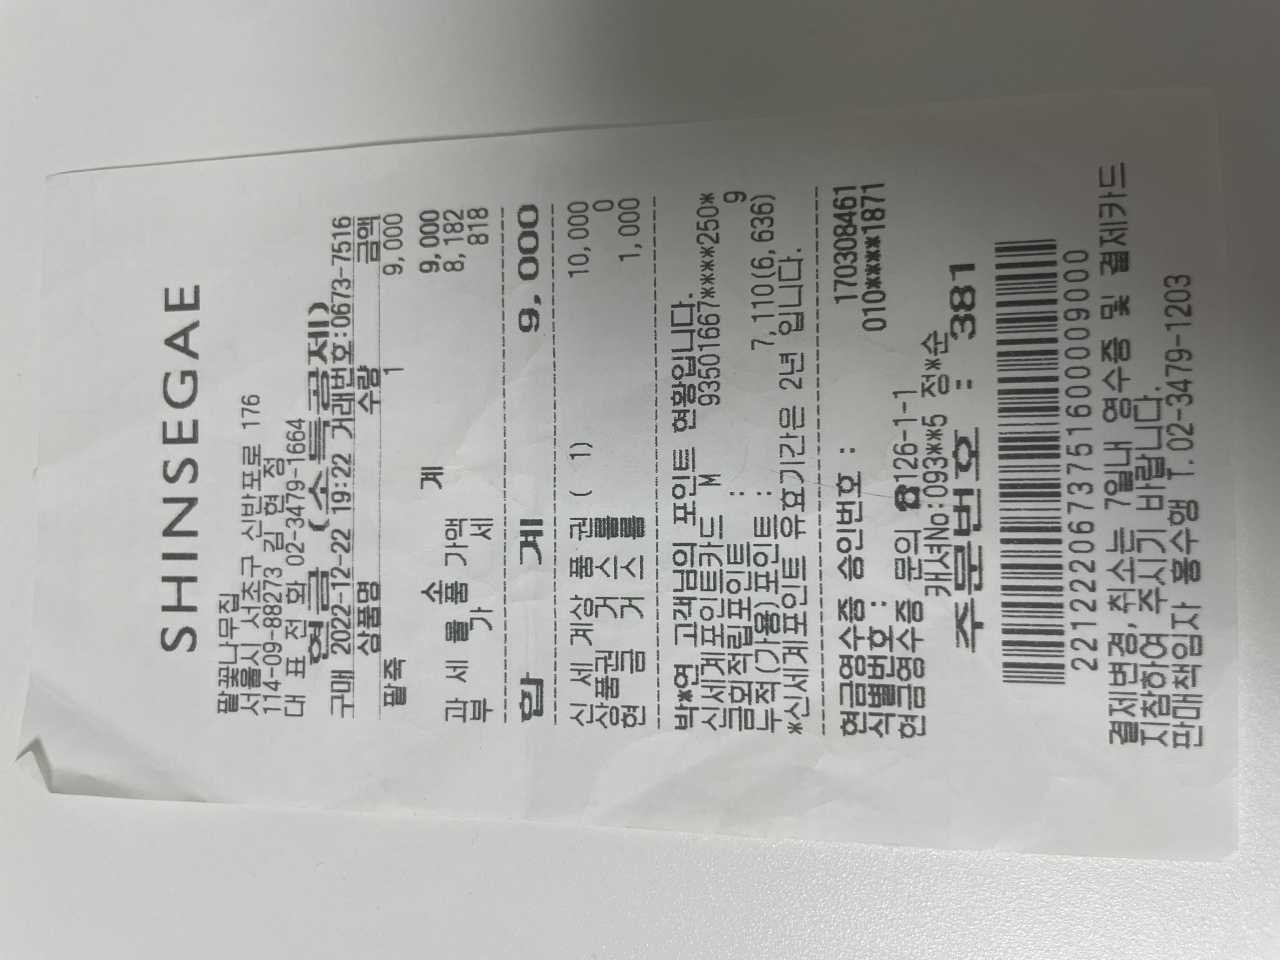 SHINSEGAE
팥꽃나무집
서울시 서초구 신반포로 176
114-09-88273 김 현 정
대 표 전 화 02-3479-1664
현금 (소득공제)
구매 2022-12-22 19:22 거래번호:0673-7516
상품명 수량 금액
팥죽 1 9,000
소 계 9,000
과 세 물 품 가액 8,182
부 가 세 818
합 계 9,000
신 세 계상 품 권 ( 1) 10,000
상품권 거 스 름 0
현 금 거 스 름 1,000
박*연 고객님의 포인트 현황입니다.
신세계포인트카드 M 93501667****250*
금회적립포인트 : 9
누적(가용)포인트 : 7,110(6,636)
*신세계포인트 유효기간은 2년 입니다.
현금영수증 승인번호 : 170308461
식별번호 : 010****1871
현금영수증 문의 ☎126-1-1
캐셔No:093**5 정*순
주문번호 : 381
2212220673751600009000
결제변경,취소는 7일내 영수증 및 결제카드
지참하여 주시기 바랍니다.
판매책임자 홍수행 T.02-3479-1203